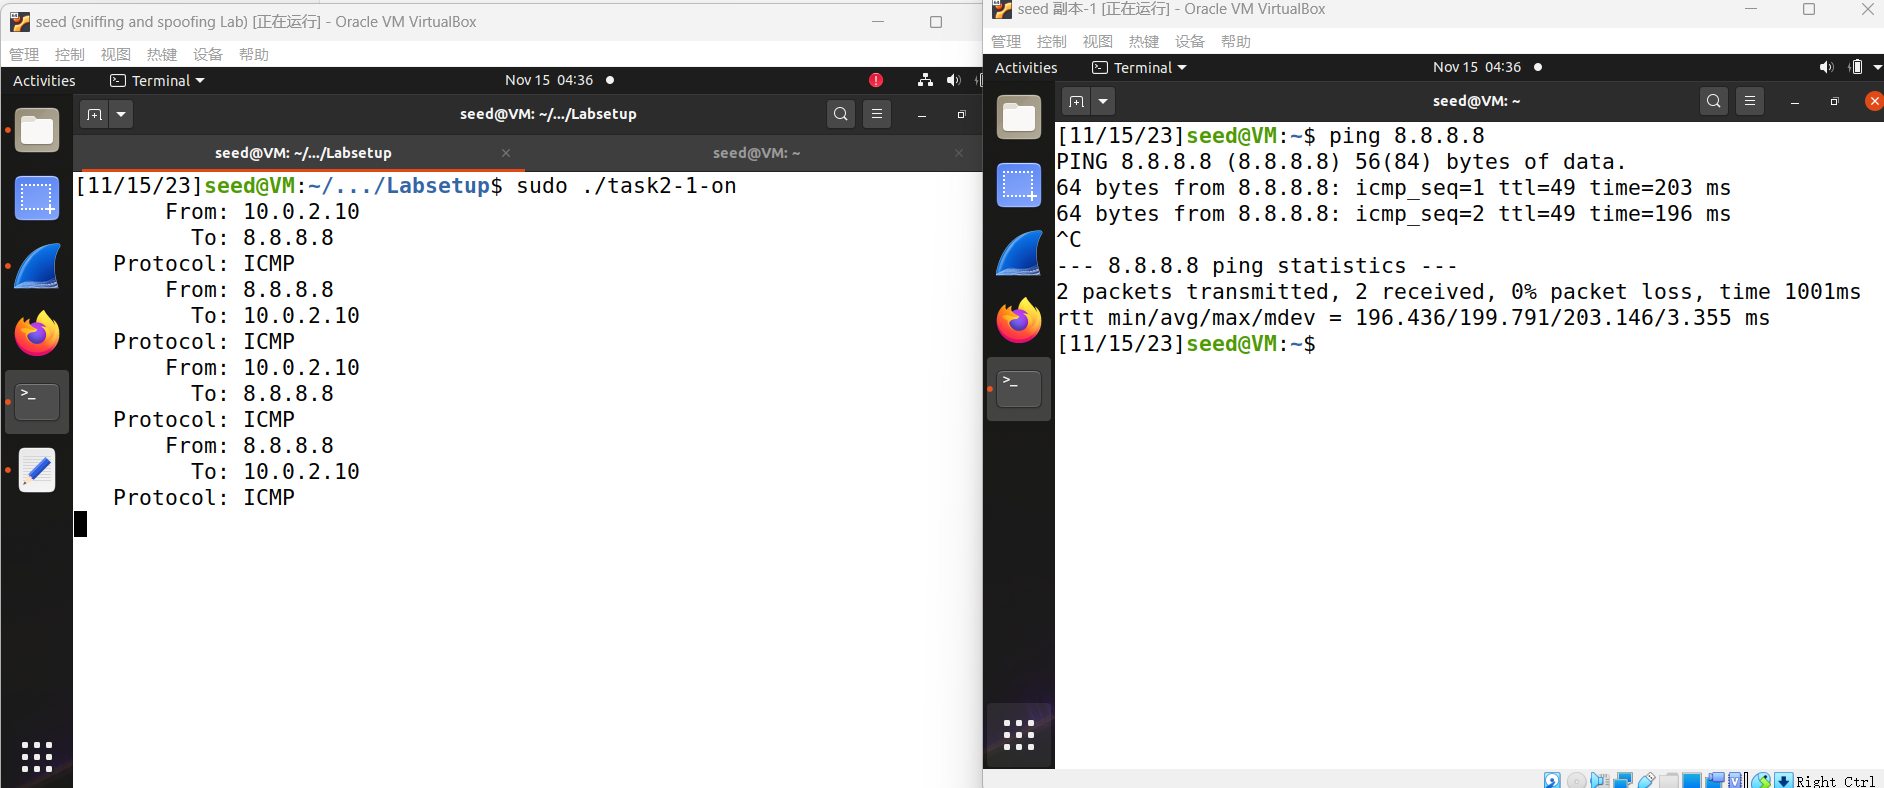 seed (sniffing and spoofing Lab) [正在运行] - Oracle VM VirtualBox
管理 控制 视图 热键 设备 帮助
Activities Terminal Nov 15 04:36
seed@VM: ~/.../Labsetup
seed@VM: ~/.../Labsetup × seed@VM: ~ ×
[11/15/23]seed@VM:~/.../Labsetup$ sudo ./task2-1-on
From: 10.0.2.10
To: 8.8.8.8
Protocol: ICMP
From: 8.8.8.8
To: 10.0.2.10
Protocol: ICMP
From: 10.0.2.10
To: 8.8.8.8
Protocol: ICMP
From: 8.8.8.8
To: 10.0.2.10
Protocol: ICMP
seed 副本-1 [正在运行] - Oracle VM VirtualBox
管理 控制 视图 热键 设备 帮助
Activities Terminal Nov 15 04:36
seed@VM: ~
[11/15/23]seed@VM:~$ ping 8.8.8.8
PING 8.8.8.8 (8.8.8.8) 56(84) bytes of data.
64 bytes from 8.8.8.8: icmp_seq=1 ttl=49 time=203 ms
64 bytes from 8.8.8.8: icmp_seq=2 ttl=49 time=196 ms
^C
--- 8.8.8.8 ping statistics ---
2 packets transmitted, 2 received, 0% packet loss, time 1001ms
rtt min/avg/max/mdev = 196.436/199.791/203.146/3.355 ms
[11/15/23]seed@VM:~$
Right Ctrl